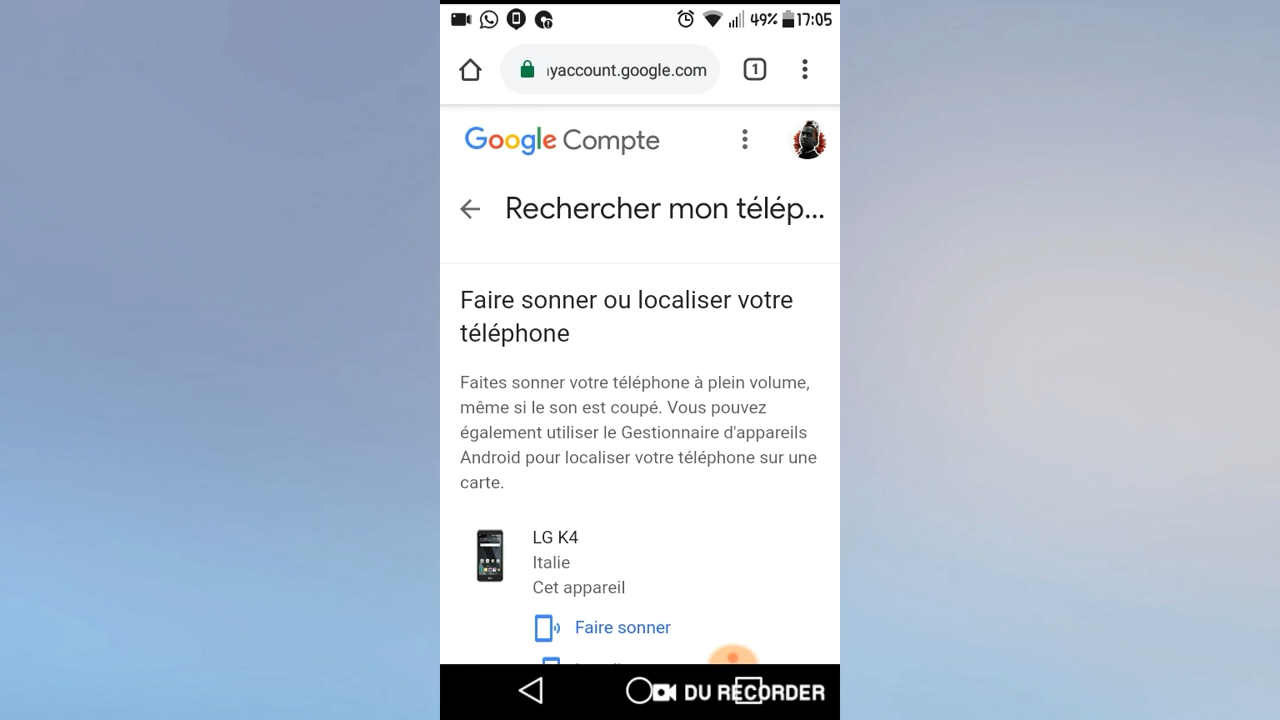 49% 17:05
yaccount.google.com 1
Google Compte
Rechercher mon télép...
Faire sonner ou localiser votre
téléphone
Faites sonner votre téléphone à plein volume,
même si le son est coupé. Vous pouvez
également utiliser le Gestionnaire d'appareils
Android pour localiser votre téléphone sur une
carte.
LG K4
Italie
Cet appareil
Faire sonner
DU RECORDER